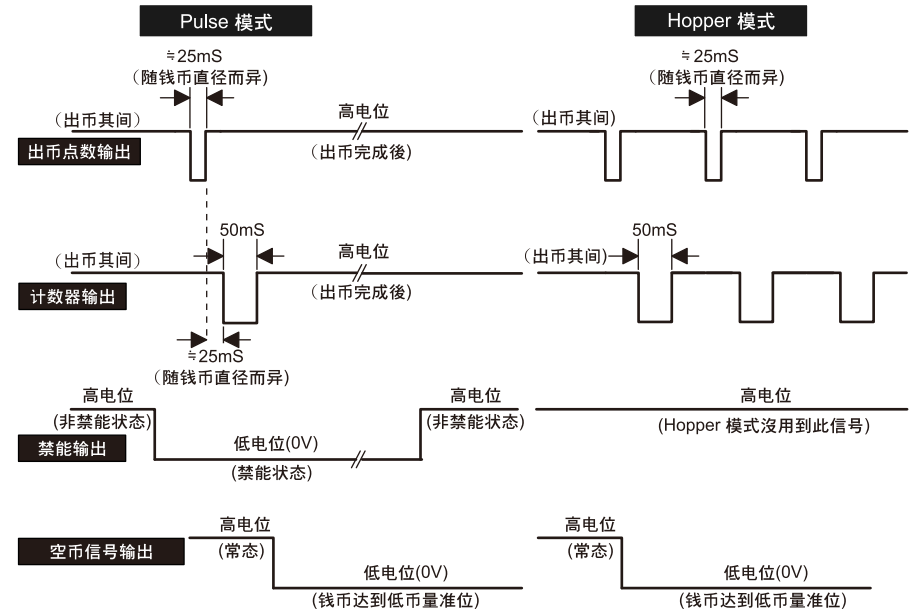 Pulse 模式
Hopper 模式
≒25mS
(随钱币直径而异)
≒25mS
(随钱币直径而异)
(出币其间)
高电位
(出币其间)
出币点数输出
(出币完成後)
50mS
50mS
(出币其间)
高电位
(出币其间)
计数器输出
(出币完成後)
≒25mS
(随钱币直径而异)
高电位
高电位
高电位
(非禁能状态)
(非禁能状态)
(Hopper 模式沒用到此信号)
禁能输出
低电位(0V)
(禁能状态)
高电位
高电位
空币信号输出
(常态)
(常态)
低电位(0V)
低电位(0V)
(钱币达到低币量准位)
(钱币达到低币量准位)